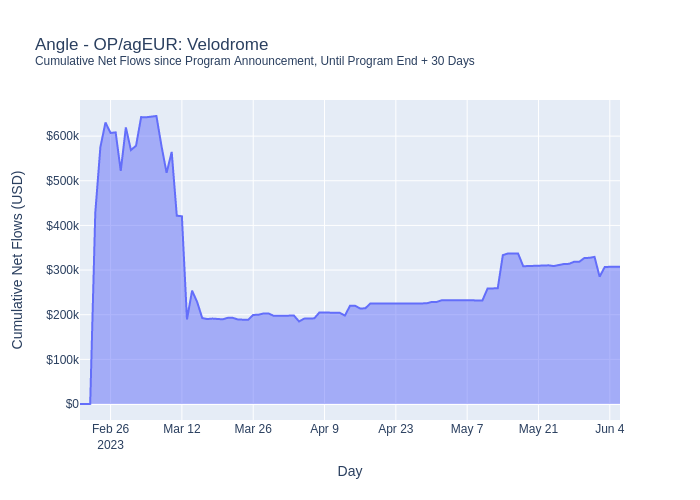 Angle - OP/agEUR: Velodrome
Cumulative Net Flows since Program Announcement, Until Program End + 30 Days
Cumulative Net Flows (USD)
$600k
$500k
$400k
$300k
$200k
$100k
$0
Feb 26 Mar 12 Mar 26 Apr 9 Apr 23 May 7 May 21 Jun 4
2023
Day